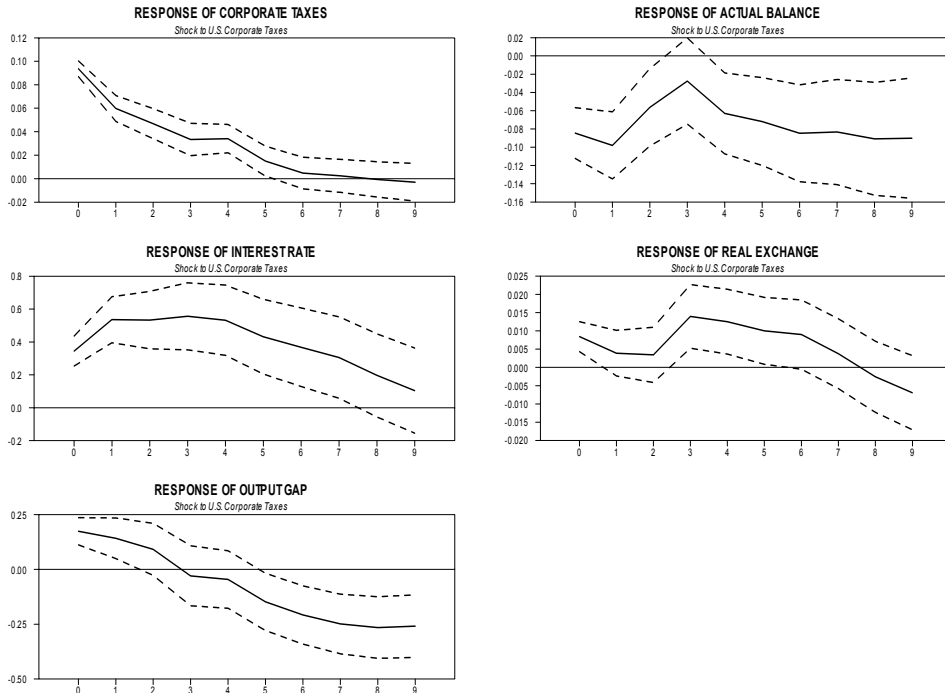 RESPONSE OF CORPORATE TAXES
Shock to U.S. Corporate Taxes
0.12
0.10
0.08
0.06
0.04
0.02
0.00
-0.02
0 1 2 3 4 5 6 7 8 9
RESPONSE OF ACTUAL BALANCE
Shock to U.S. Corporate Taxes
0.02
0.00
-0.02
-0.04
-0.06
-0.08
-0.10
-0.12
-0.14
-0.16
0 1 2 3 4 5 6 7 8 9
RESPONSE OF INTEREST RATE
Shock to U.S. Corporate Taxes
0.8
0.6
0.4
0.2
0.0
-0.2
0 1 2 3 4 5 6 7 8 9
RESPONSE OF REAL EXCHANGE
Shock to U.S. Corporate Taxes
0.025
0.020
0.015
0.010
0.005
0.000
-0.005
-0.010
-0.015
-0.020
0 1 2 3 4 5 6 7 8 9
RESPONSE OF OUTPUT GAP
Shock to U.S. Corporate Taxes
0.25
0.00
-0.25
-0.50
0 1 2 3 4 5 6 7 8 9